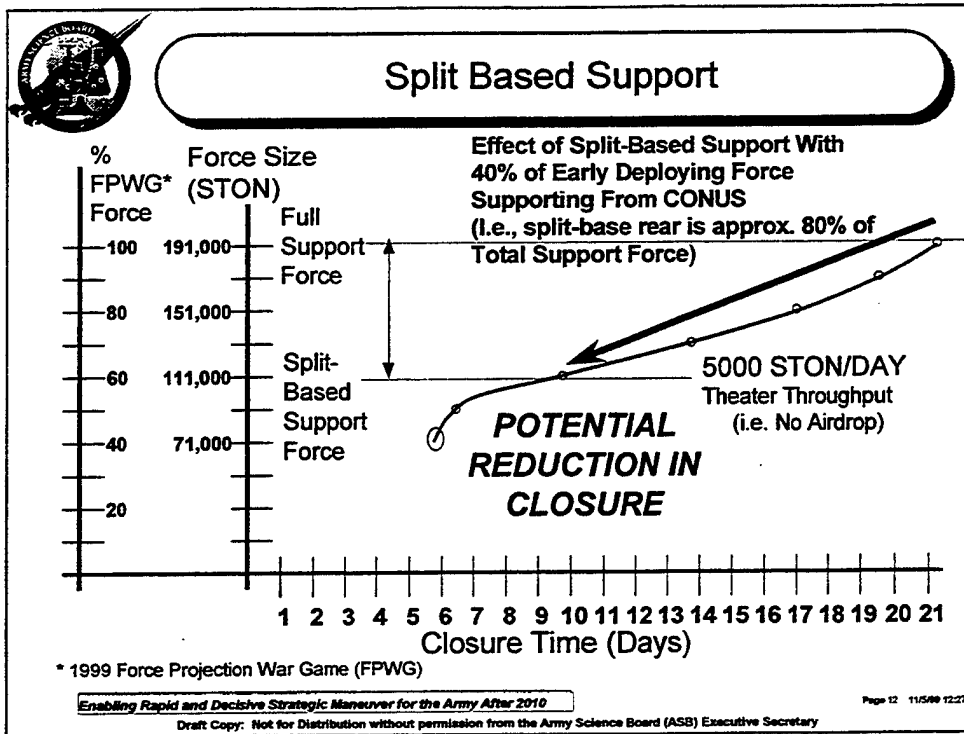 ARMY SCIENCE BOARD
Split Based Support
%
FPWG*
Force
Force Size
(STON)
Effect of Split-Based Support With
40% of Early Deploying Force
Supporting From CONUS
(I.e., split-base rear is approx. 80% of
Total Support Force)
100
80
60
40
20
191,000
151,000
111,000
71,000
Full
Support
Force
Split-
Based
Support
Force
5000 STON/DAY
Theater Throughput
(i.e. No Airdrop)
POTENTIAL
REDUCTION IN
CLOSURE
1 2 3 4 5 6 7 8 9 10 11 12 13 14 15 16 17 18 19 20 21
Closure Time (Days)
* 1999 Force Projection War Game (FPWG)
Enabling Rapid and Decisive Strategic Maneuver for the Army After 2010
Page 12
Draft Copy: Not for Distribution without permission from the Army Science Board (ASB) Executive Secretary